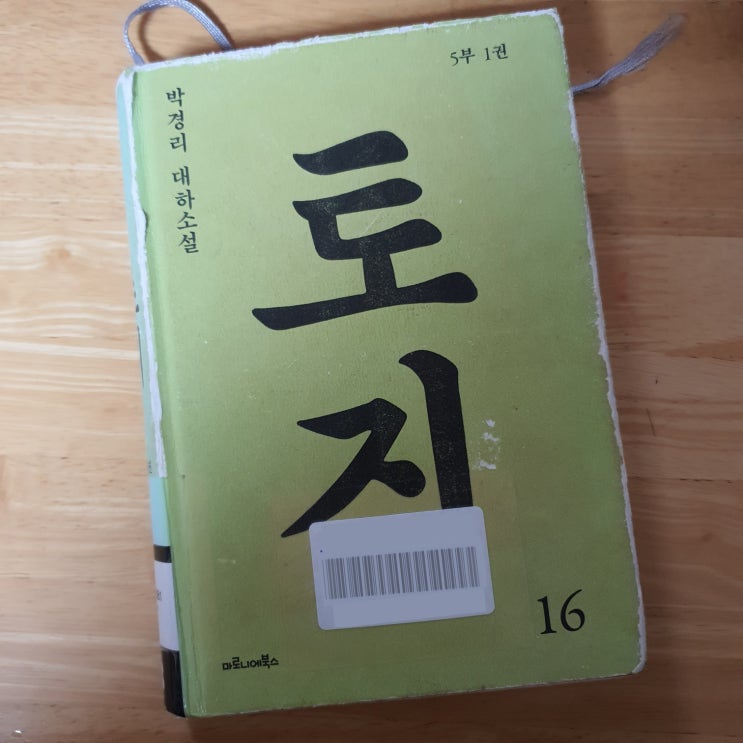 5부 1권
박경리 대하소설
토지
16
마로니에북스